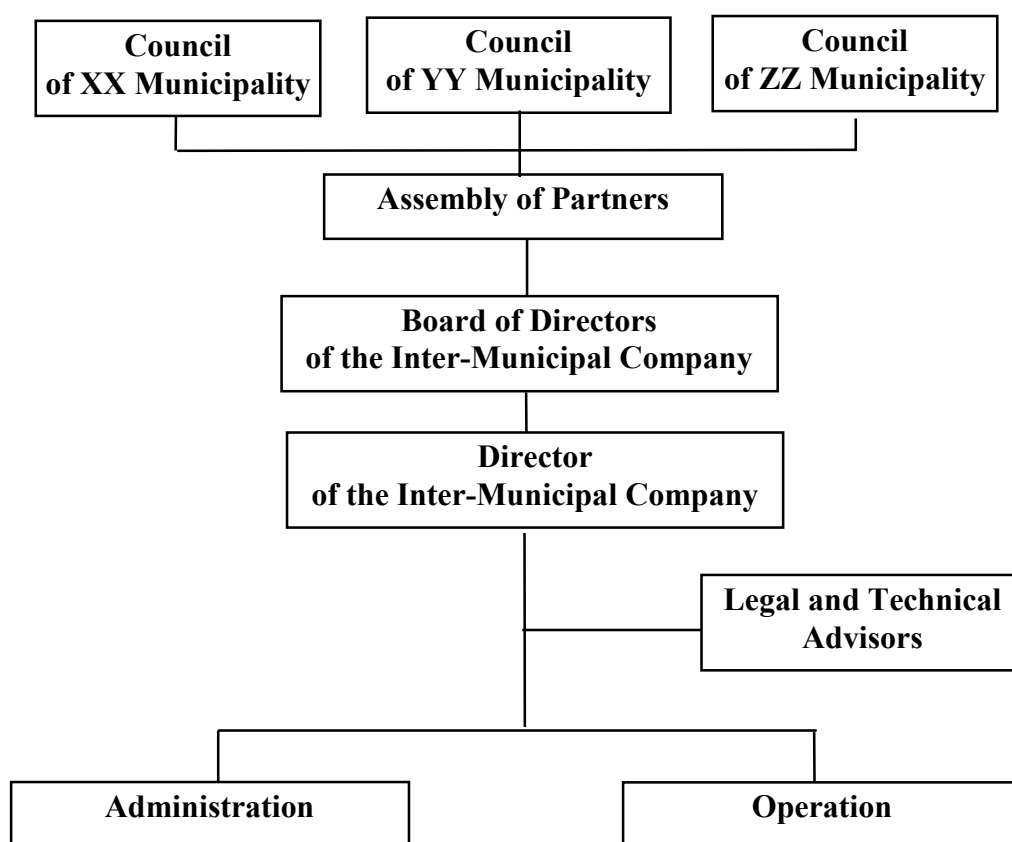 Council
of XX Municipality
Council
of YY Municipality
Council
of ZZ Municipality
Assembly of Partners
Board of Directors
of the Inter-Municipal Company
Director
of the Inter-Municipal Company
Legal and Technical
Advisors
Administration
Operation